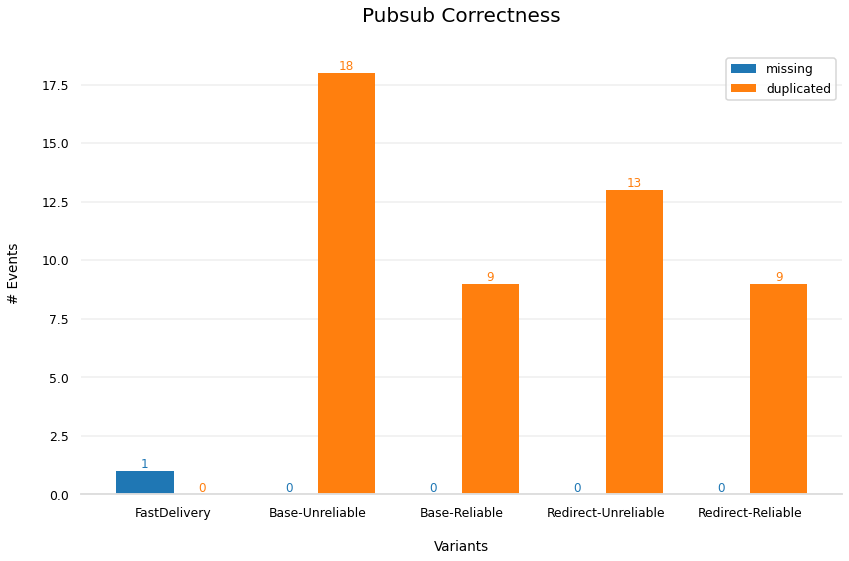 Pubsub Correctness
# Events
17.5
15.0
12.5
10.0
7.5
5.0
2.5
0.0
missing
duplicated
1
0
0
18
0
9
0
13
0
9
FastDelivery
Base-Unreliable
Base-Reliable
Redirect-Unreliable
Redirect-Reliable
Variants